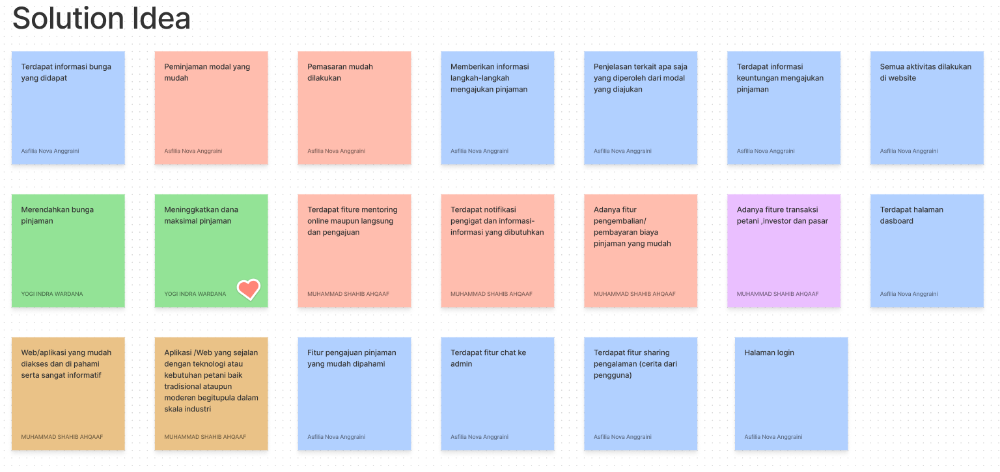 Solution Idea
Terdapat informasi bunga
yang didapat
Asfilia Nova Anggraini
Peminjaman modal yang
mudah
Asfilia Nova Anggraini
Pemasaran mudah
dilakukan
Asfilia Nova Anggraini
Memberikan informasi
langkah-langkah
mengajukan pinjaman
Asfilia Nova Anggraini
Penjelasan terkait apa saja
yang diperoleh dari modal
yang diajukan
Asfilia Nova Anggraini
Terdapat informasi
keuntungan mengajukan
pinjaman
Asfilia Nova Anggraini
Semua aktivitas dilakukan
di website
Asfilia Nova Anggraini
Merendahkan bunga
pinjaman
YOGI INDRA WARDANA
Meninggkatkan dana
maksimal pinjaman
YOGI INDRA WARDANA
Terdapat fiture mentoring
online maupun langsung
dan pengajuan
MUHAMMAD SHAHIB AHQAAF
Terdapat notifikasi
pengigat dan informasi-
informasi yang dibutuhkan
MUHAMMAD SHAHIB AHQAAF
Adanya fitur
pengembalian/
pembayaran biaya
pinjaman yang mudah
MUHAMMAD SHAHIB AHQAAF
Adanya fiture transaksi
petani ,investor dan pasar
MUHAMMAD SHAHIB AHQAAF
Terdapat halaman
dasboard
Asfilia Nova Anggraini
Web/aplikasi yang mudah
diakses dan di pahami
serta sangat informatif
MUHAMMAD SHAHIB AHQAAF
Aplikasi /Web yang sejalan
dengan teknologi atau
kebutuhan petani baik
tradisional ataupun
moderen begitupula dalam
skala industri
MUHAMMAD SHAHIB AHQAAF
Fitur pengajuan pinjaman
yang mudah dipahami
Asfilia Nova Anggraini
Terdapat fitur chat ke
admin
Asfilia Nova Anggraini
Terdapat fitur sharing
pengalaman (cerita dari
pengguna)
Asfilia Nova Anggraini
Halaman login
Asfilia Nova Anggraini